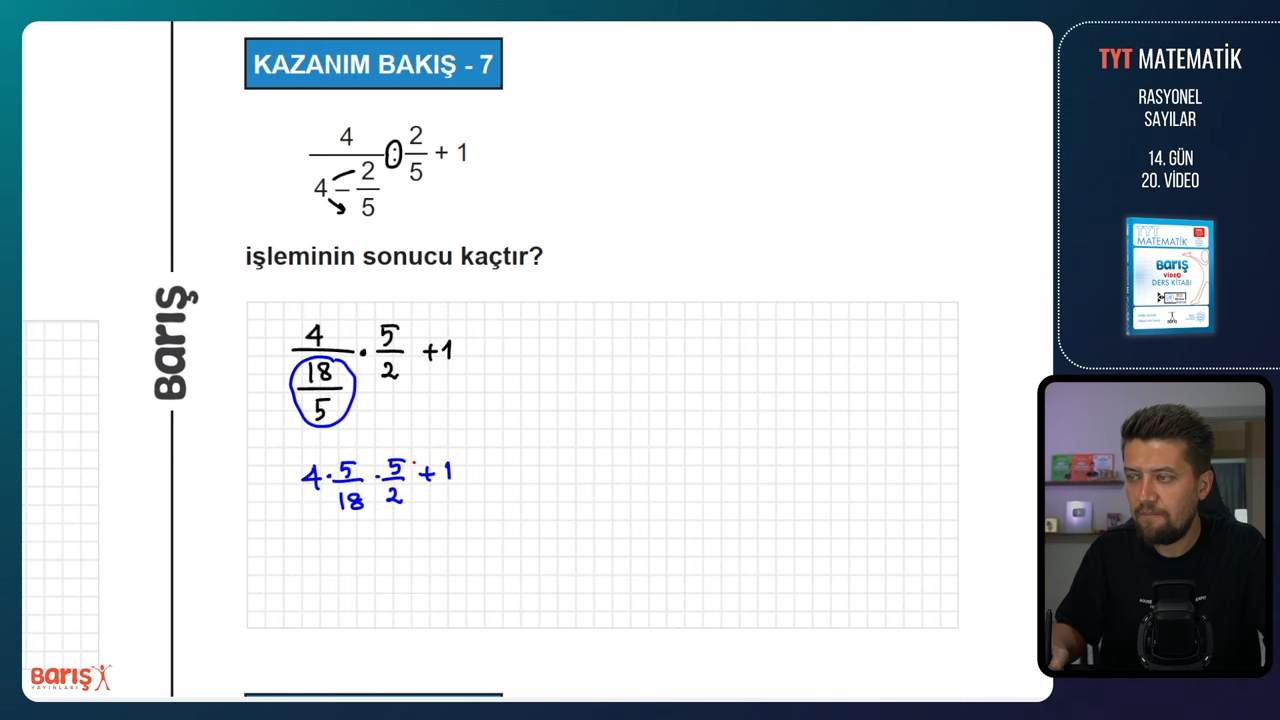 KAZANIM BAKIŞ - 7
4 / (4 − 2/5) : 2/5 + 1
işleminin sonucu kaçtır?
4 / (18/5) · 5/2 + 1
4 · 5/18 · 5/2 + 1
Barış
BARIŞ
YAYINLARI
TYT MATEMATİK
RASYONEL
SAYILAR
14. GÜN
20. VİDEO
TYT
MATEMATİK
BARIŞ
VİDEO
DERS KİTABI